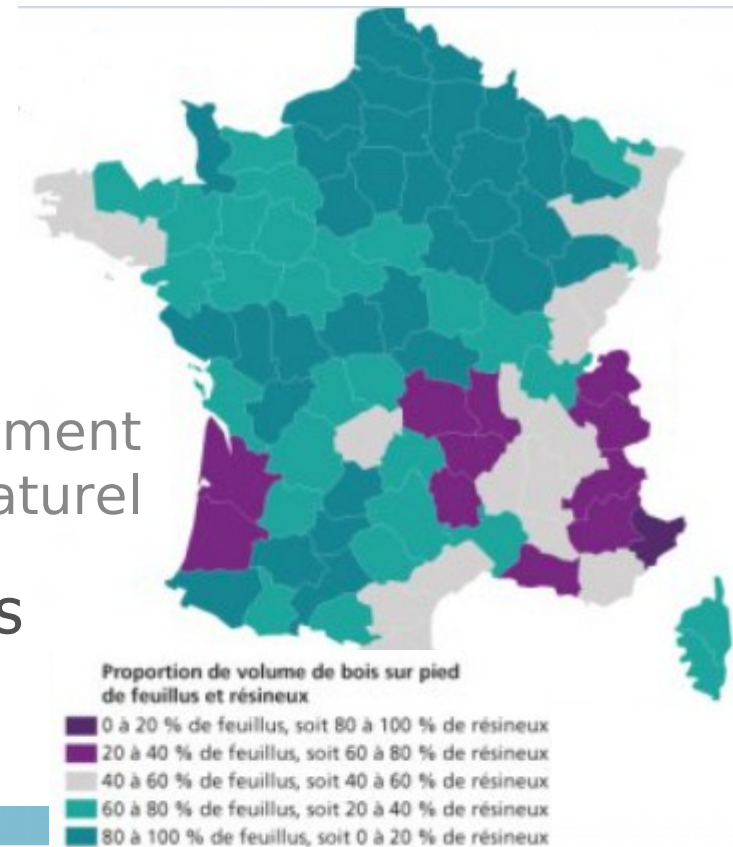 ment
aturel
s
Proportion de volume de bois sur pied
de feuillus et résineux
0 à 20 % de feuillus, soit 80 à 100 % de résineux
20 à 40 % de feuillus, soit 60 à 80 % de résineux
40 à 60 % de feuillus, soit 40 à 60 % de résineux
60 à 80 % de feuillus, soit 20 à 40 % de résineux
80 à 100 % de feuillus, soit 0 à 20 % de résineux